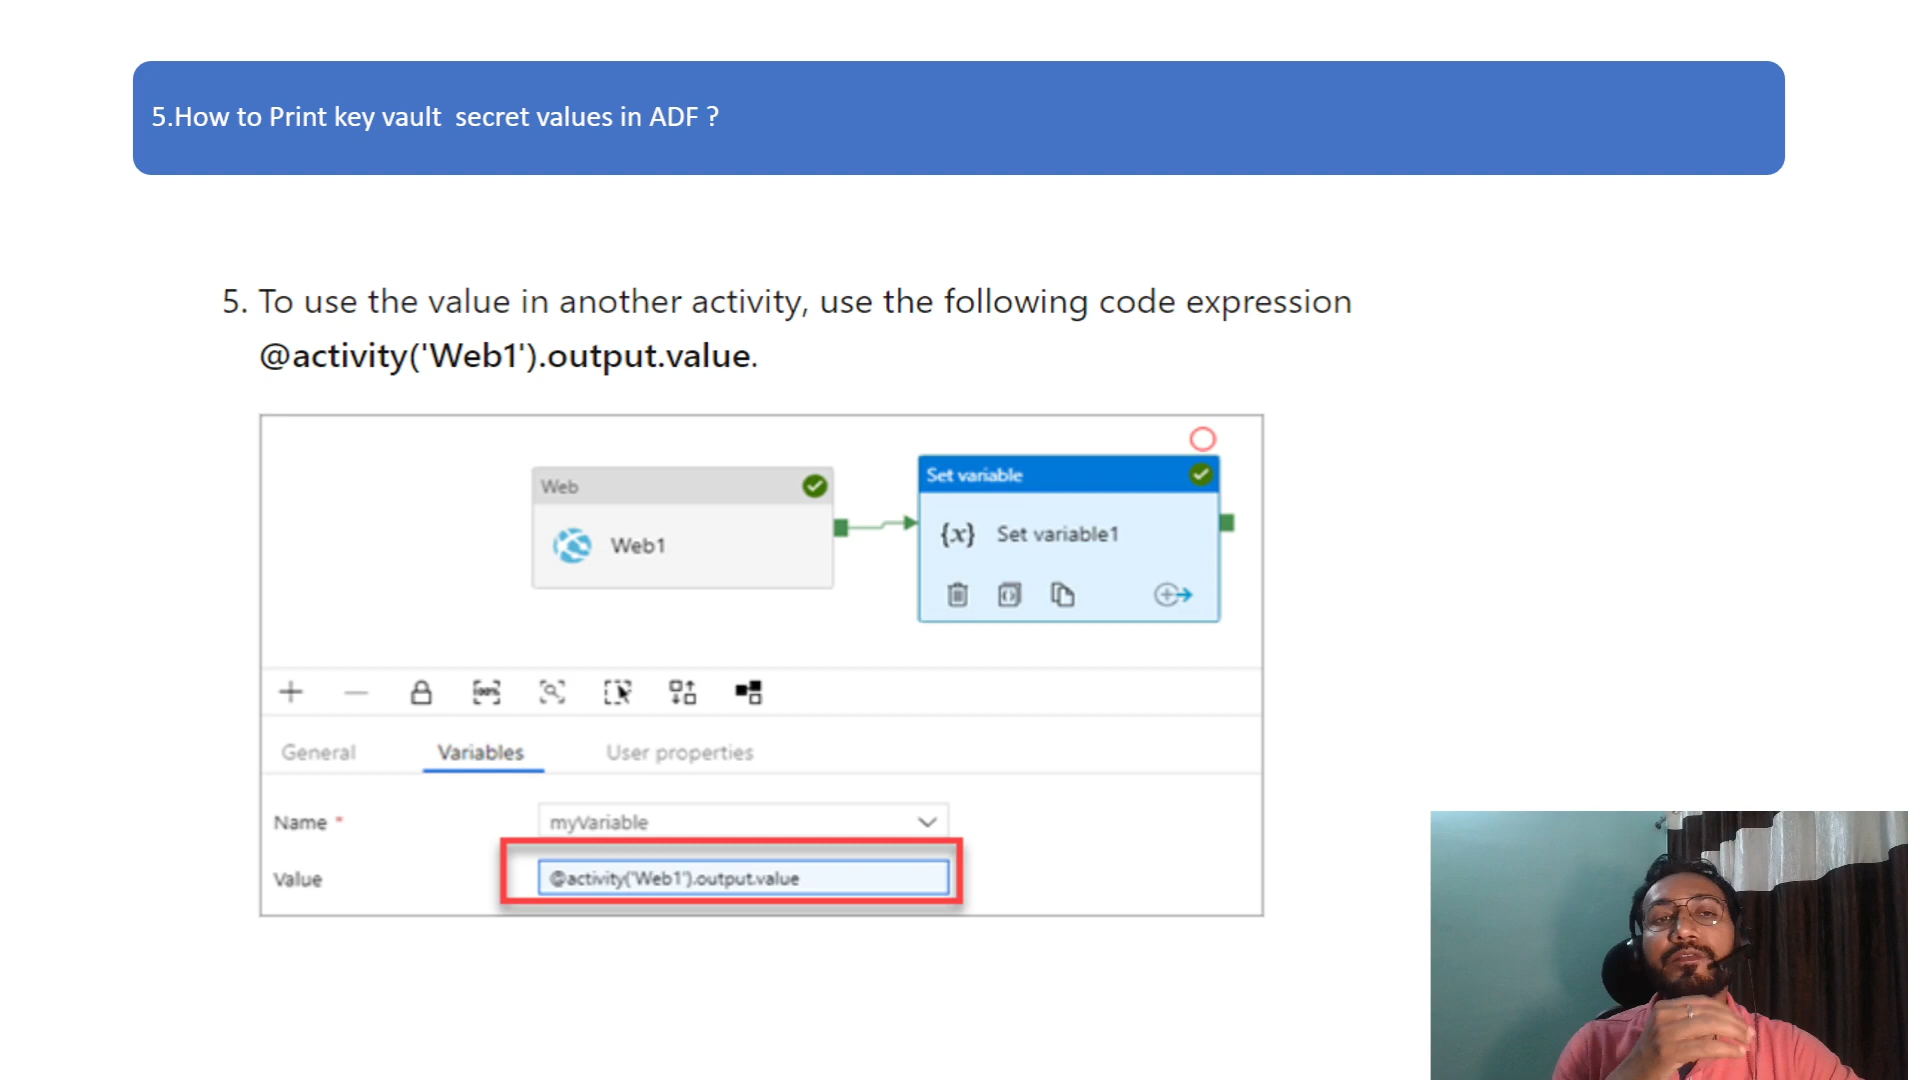 5.How to Print key vault  secret values in ADF ?
5. To use the value in another activity, use the following code expression
@activity('Web1').output.value.
Web
Web1
Set variable
{x} Set variable1
100%
General Variables User properties
Name * myVariable
Value @activity('Web1').output.value